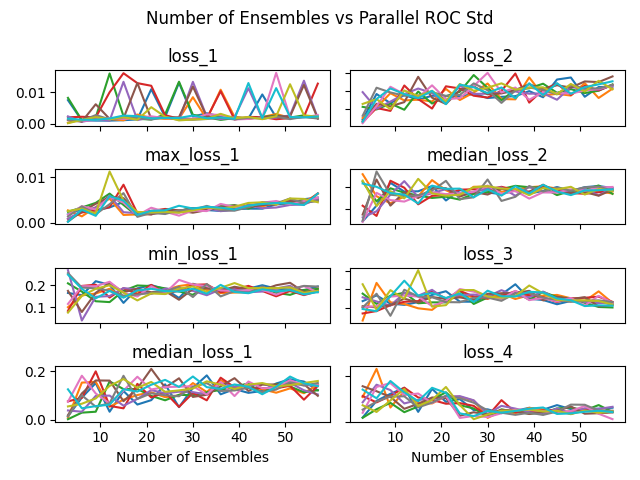 Number of Ensembles vs Parallel ROC Std
loss_1
loss_2
0.01
0.00
max_loss_1
median_loss_2
0.01
0.00
min_loss_1
loss_3
0.2
0.1
median_loss_1
loss_4
0.2
0.0
10 20 30 40 50
10 20 30 40 50
Number of Ensembles
Number of Ensembles